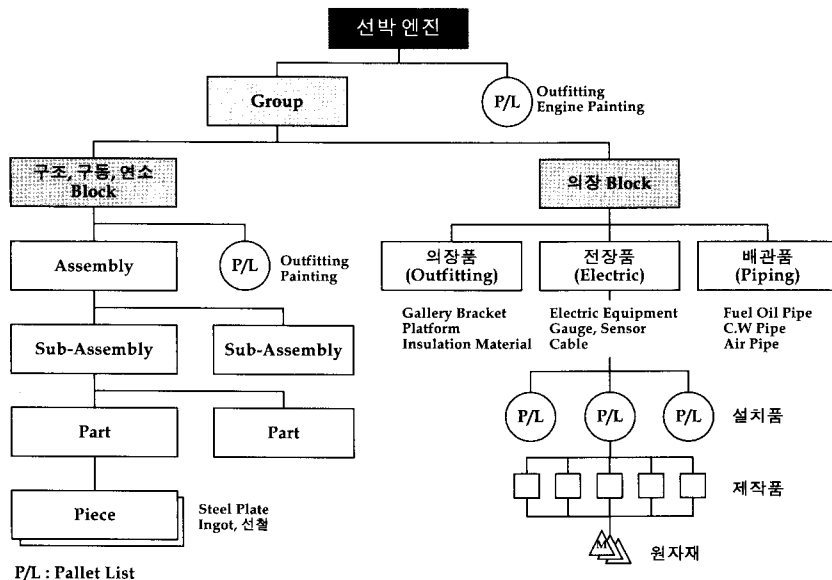 선박 엔진
Group
P/L
Outfitting
Engine Painting
구조, 구동, 연소
Block
의장 Block
Assembly
P/L
Outfitting
Painting
Sub-Assembly
Sub-Assembly
Part
Part
Piece
Steel Plate
Ingot, 선철
의장품
(Outfitting)
전장품
(Electric)
배관품
(Piping)
Gallery Bracket
Platform
Insulation Material
Electric Equipment
Gauge, Sensor
Cable
Fuel Oil Pipe
C.W Pipe
Air Pipe
P/L
P/L
P/L
설치품
제작품
M
원자재
P/L : Pallet List